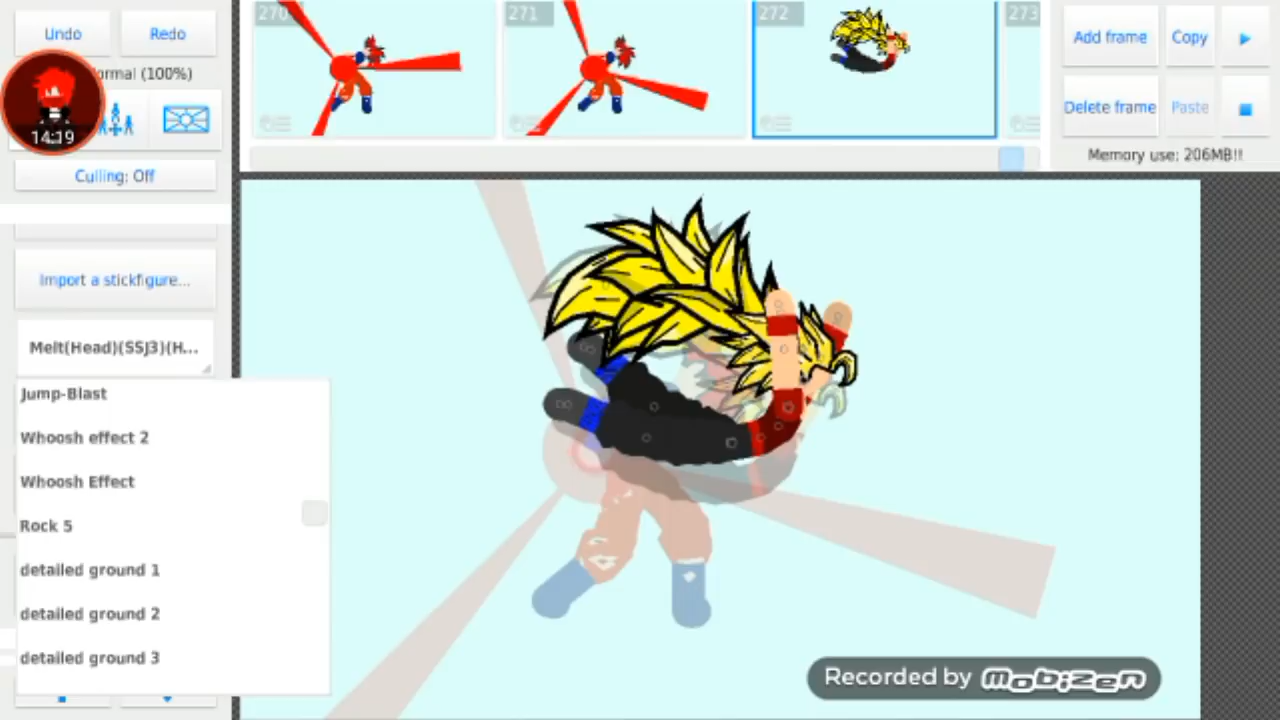 Undo
Redo
ormal (100%)
14:19
Culling: Off
Import a stickfigure...
Melt(Head)(SSJ3)(H...
Jump-Blast
Whoosh effect 2
Whoosh Effect
Rock 5
detailed ground 1
detailed ground 2
detailed ground 3
270
271
272
273
Add frame
Copy
Delete frame
Paste
Memory use: 206MB!!
Recorded by mobizen